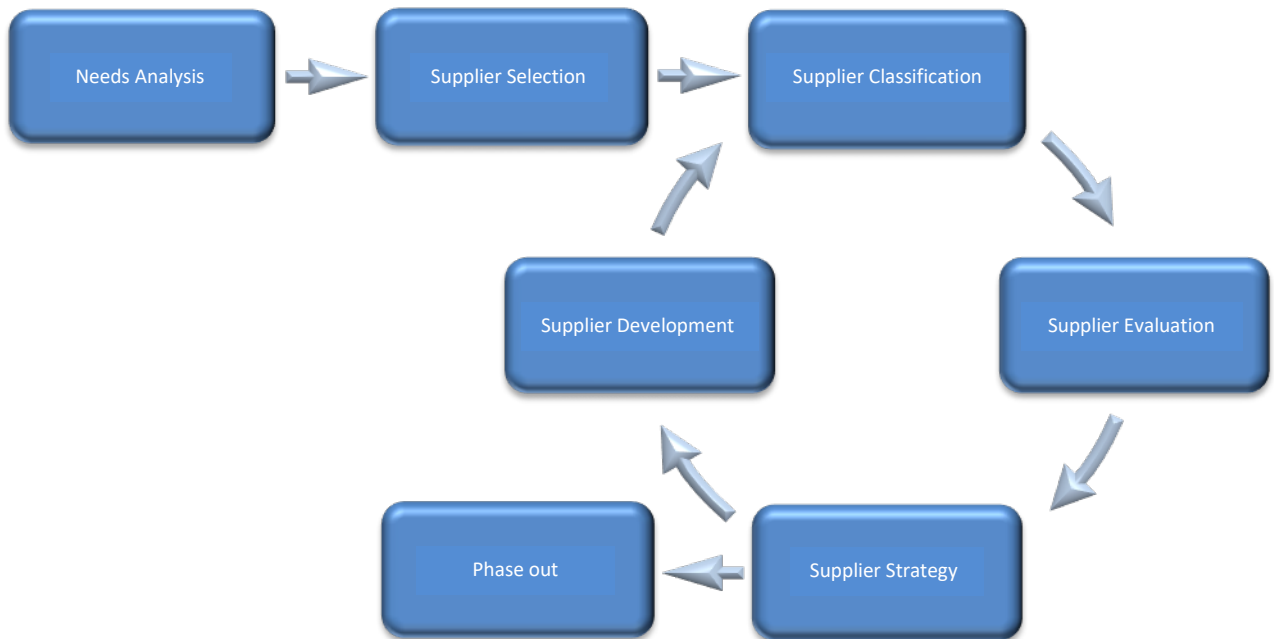 Needs Analysis
Supplier Selection
Supplier Classification
Supplier Development
Supplier Evaluation
Phase out
Supplier Strategy